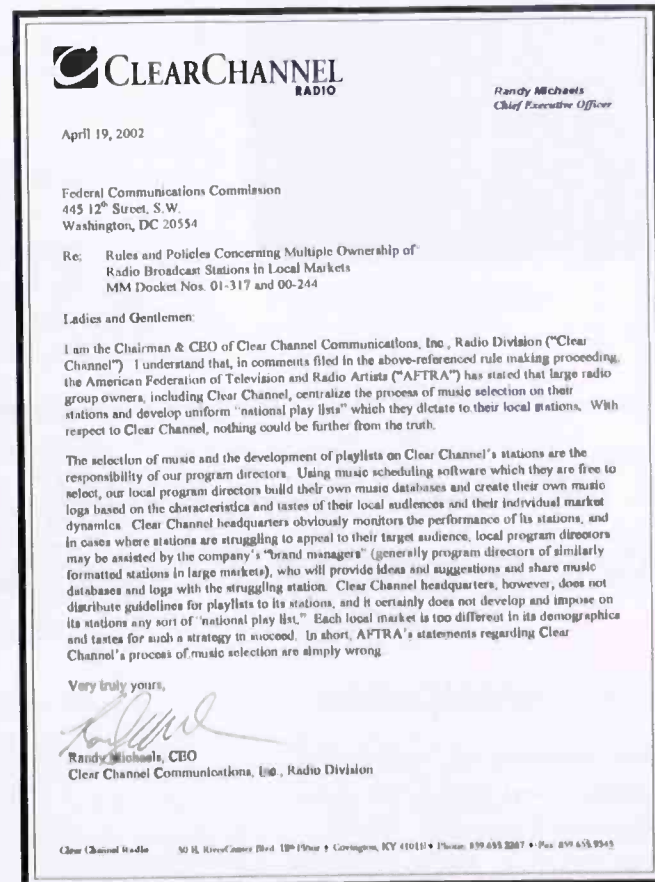 CLEARCHANNEL
RADIO
Randy Michaels
Chief Executive Officer
April 19, 2002
Federal Communications Commission
445 12th Street, S.W.
Washington, DC 20554
Re: Rules and Policies Concerning Multiple Ownership of
Radio Broadcast Stations in Local Markets
MM Docket Nos. 01-317 and 00-244
Ladies and Gentlemen:
I am the Chairman & CEO of Clear Channel Communications, Inc., Radio Division ("Clear
Channel") I understand that, in comments filed in the above-referenced rule making proceeding,
the American Federation of Television and Radio Artists ("AFTRA") has stated that large radio
group owners, including Clear Channel, centralize the process of music selection on their
stations and develop uniform "national play lists" which they dictate to their local stations. With
respect to Clear Channel, nothing could be further from the truth.
The selection of music and the development of playlists on Clear Channel's stations are the
responsibility of our program directors. Using music scheduling software which they are free to
select, our local program directors build their own music databases and create their own music
logs based on the characteristics and tastes of their local audiences and their individual market
dynamics. Clear Channel headquarters obviously monitors the performance of its stations, and
in cases where stations are struggling to appeal to their target audience, local program directors
may be assisted by the company's "brand managers" (generally program directors of similarly
formatted stations in large markets), who will provide ideas and suggestions and share music
databases and logs with the struggling station. Clear Channel headquarters, however, does not
distribute guidelines for playlists to its stations, and it certainly does not develop and impose on
its stations any sort of "national play list." Each local market is too different in its demographics
and tastes for such a strategy to succeed. In short, AFTRA's statements regarding Clear
Channel's process of music selection are simply wrong
Very truly yours,
Randy Michaels, CEO
Clear Channel Communications, Inc., Radio Division
Clear Channel Radio 50 E. RiverCenter Blvd. 12th Floor • Covington, KY 41011 • Phone 859.655. • Fax 859.655.